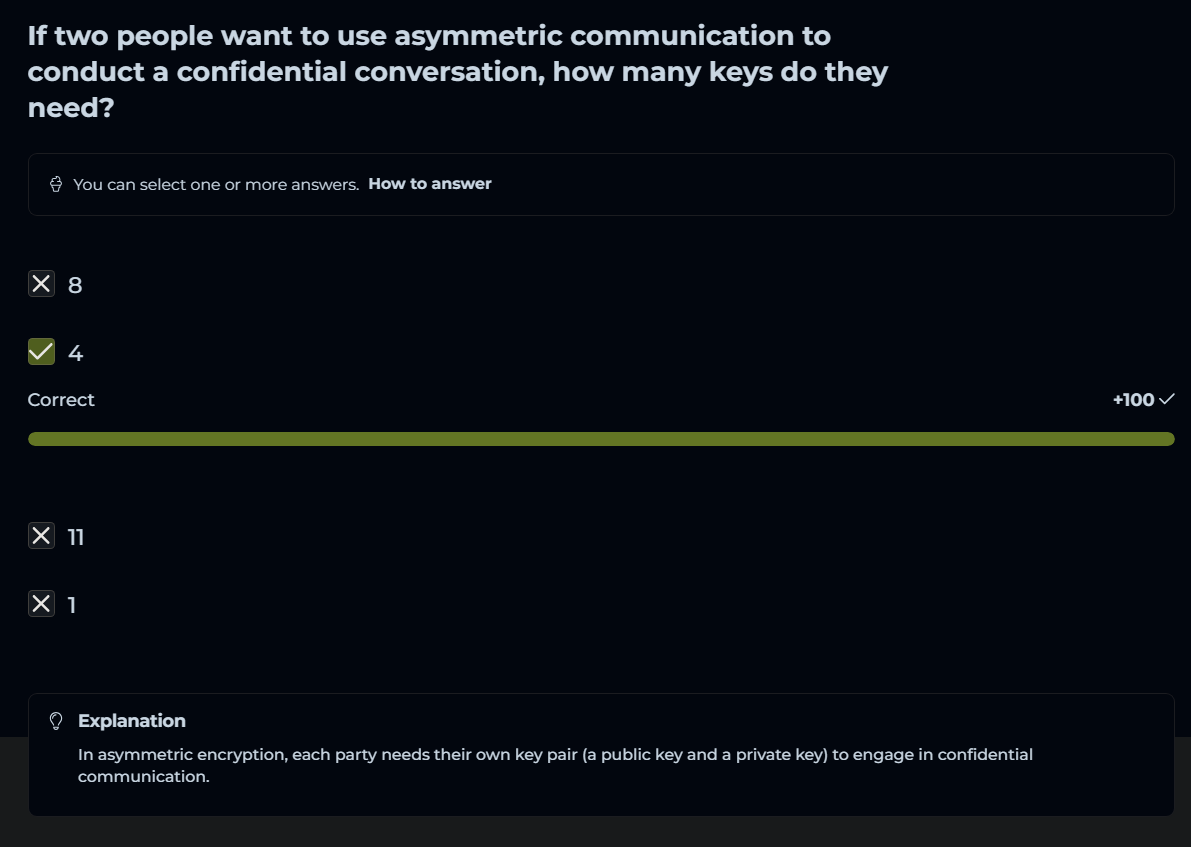 If two people want to use asymmetric communication to
conduct a confidential conversation, how many keys do they
need?
You can select one or more answers. How to answer
8
4
Correct +100
11
1
Explanation
In asymmetric encryption, each party needs their own key pair (a public key and a private key) to engage in confidential
communication.